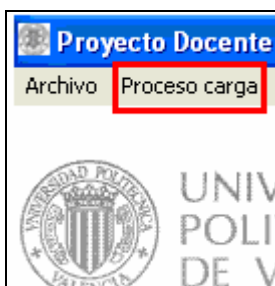 Proyecto Docente
Archivo Proceso carga
UNIV
POLI
DE V